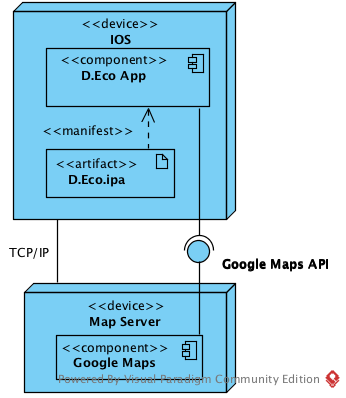 <<device>>
IOS
<<component>>
D.Eco App
<<manifest>>
<<artifact>>
D.Eco.ipa
TCP/IP
Google Maps API
<<device>>
Map Server
<<component>>
Google Maps
Powered By Visual Paradigm Community Edition